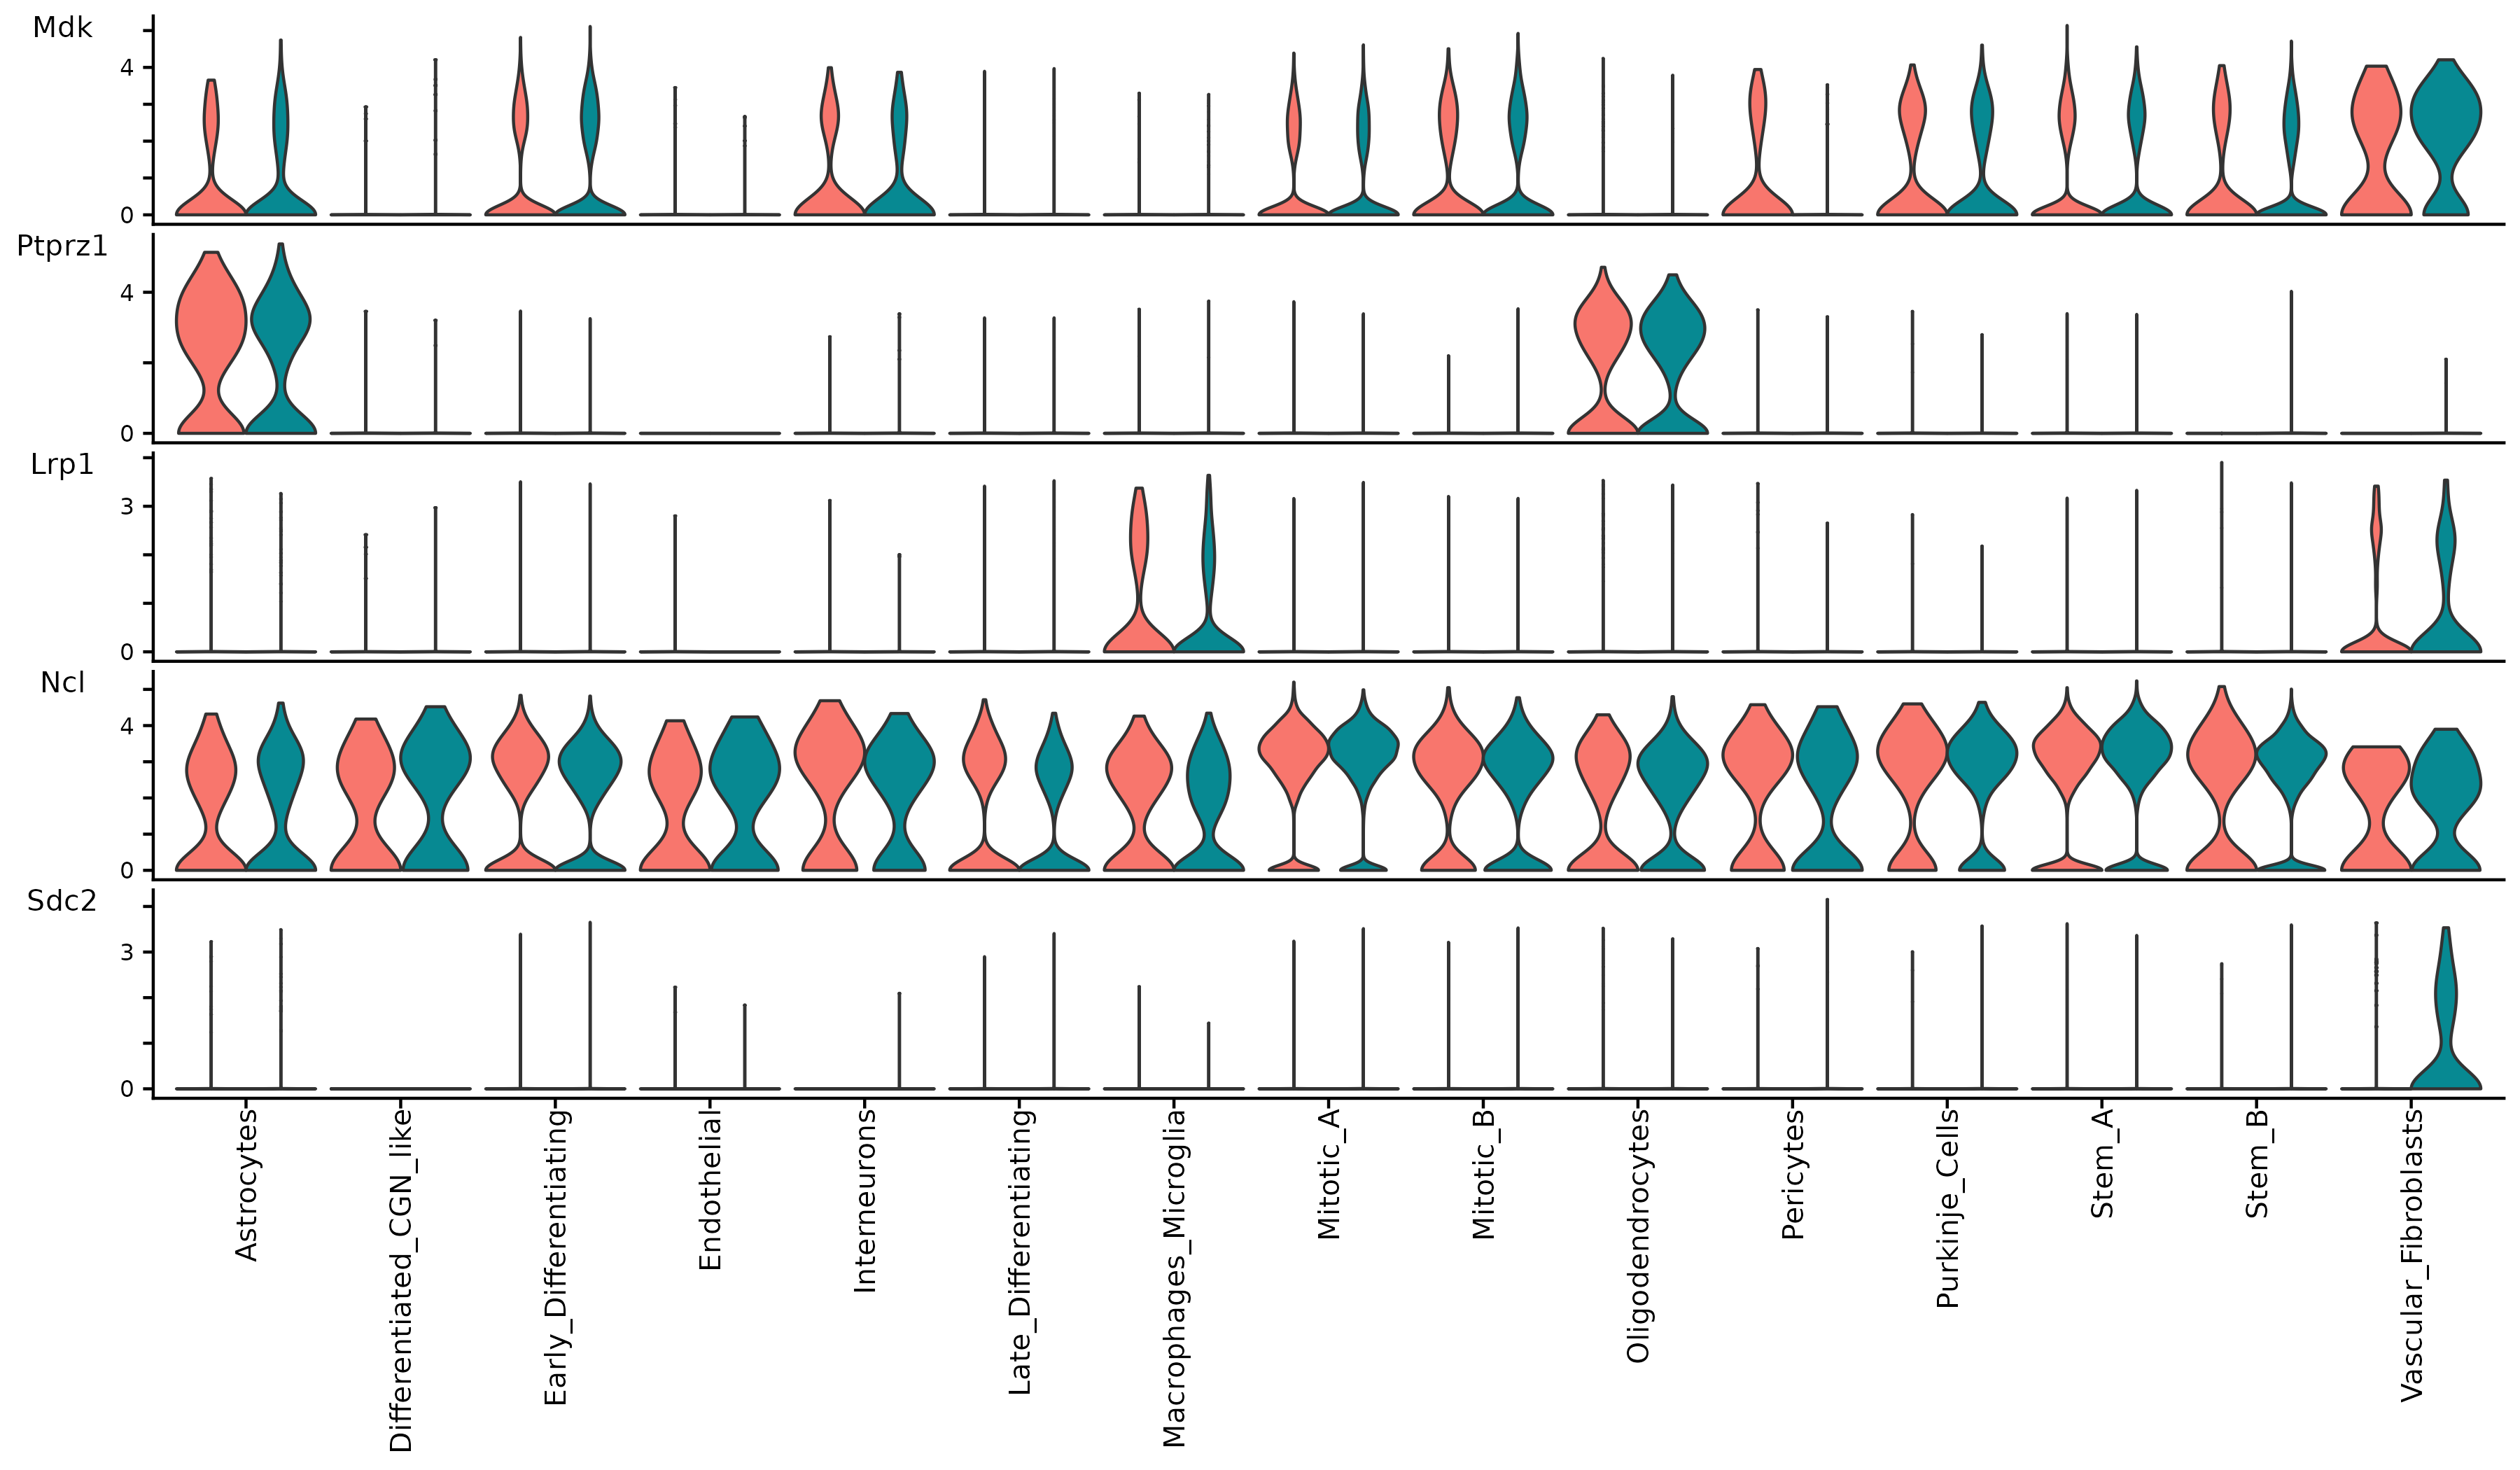 Mdk
4
0
Ptprz1
4
0
Lrp1
3
0
Ncl
4
0
Sdc2
3
0
Astrocytes
Differentiated_CGN_like
Early_Differentiating
Endothelial
Interneurons
Late_Differentiating
Macrophages_Microglia
Mitotic_A
Mitotic_B
Oligodendrocytes
Pericytes
Purkinje_Cells
Stem_A
Stem_B
Vascular_Fibroblasts